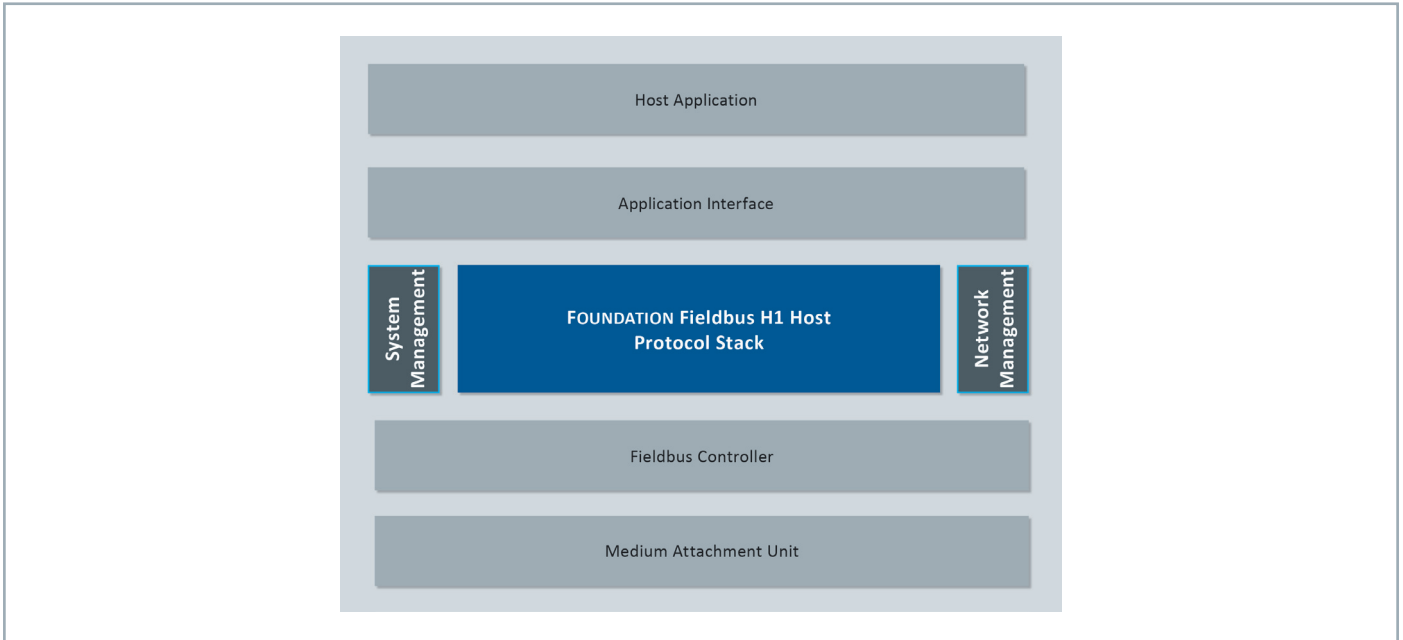 Host Application
Application Interface
System
Management
FOUNDATION Fieldbus H1 Host
Protocol Stack
Network
Management
Fieldbus Controller
Medium Attachment Unit